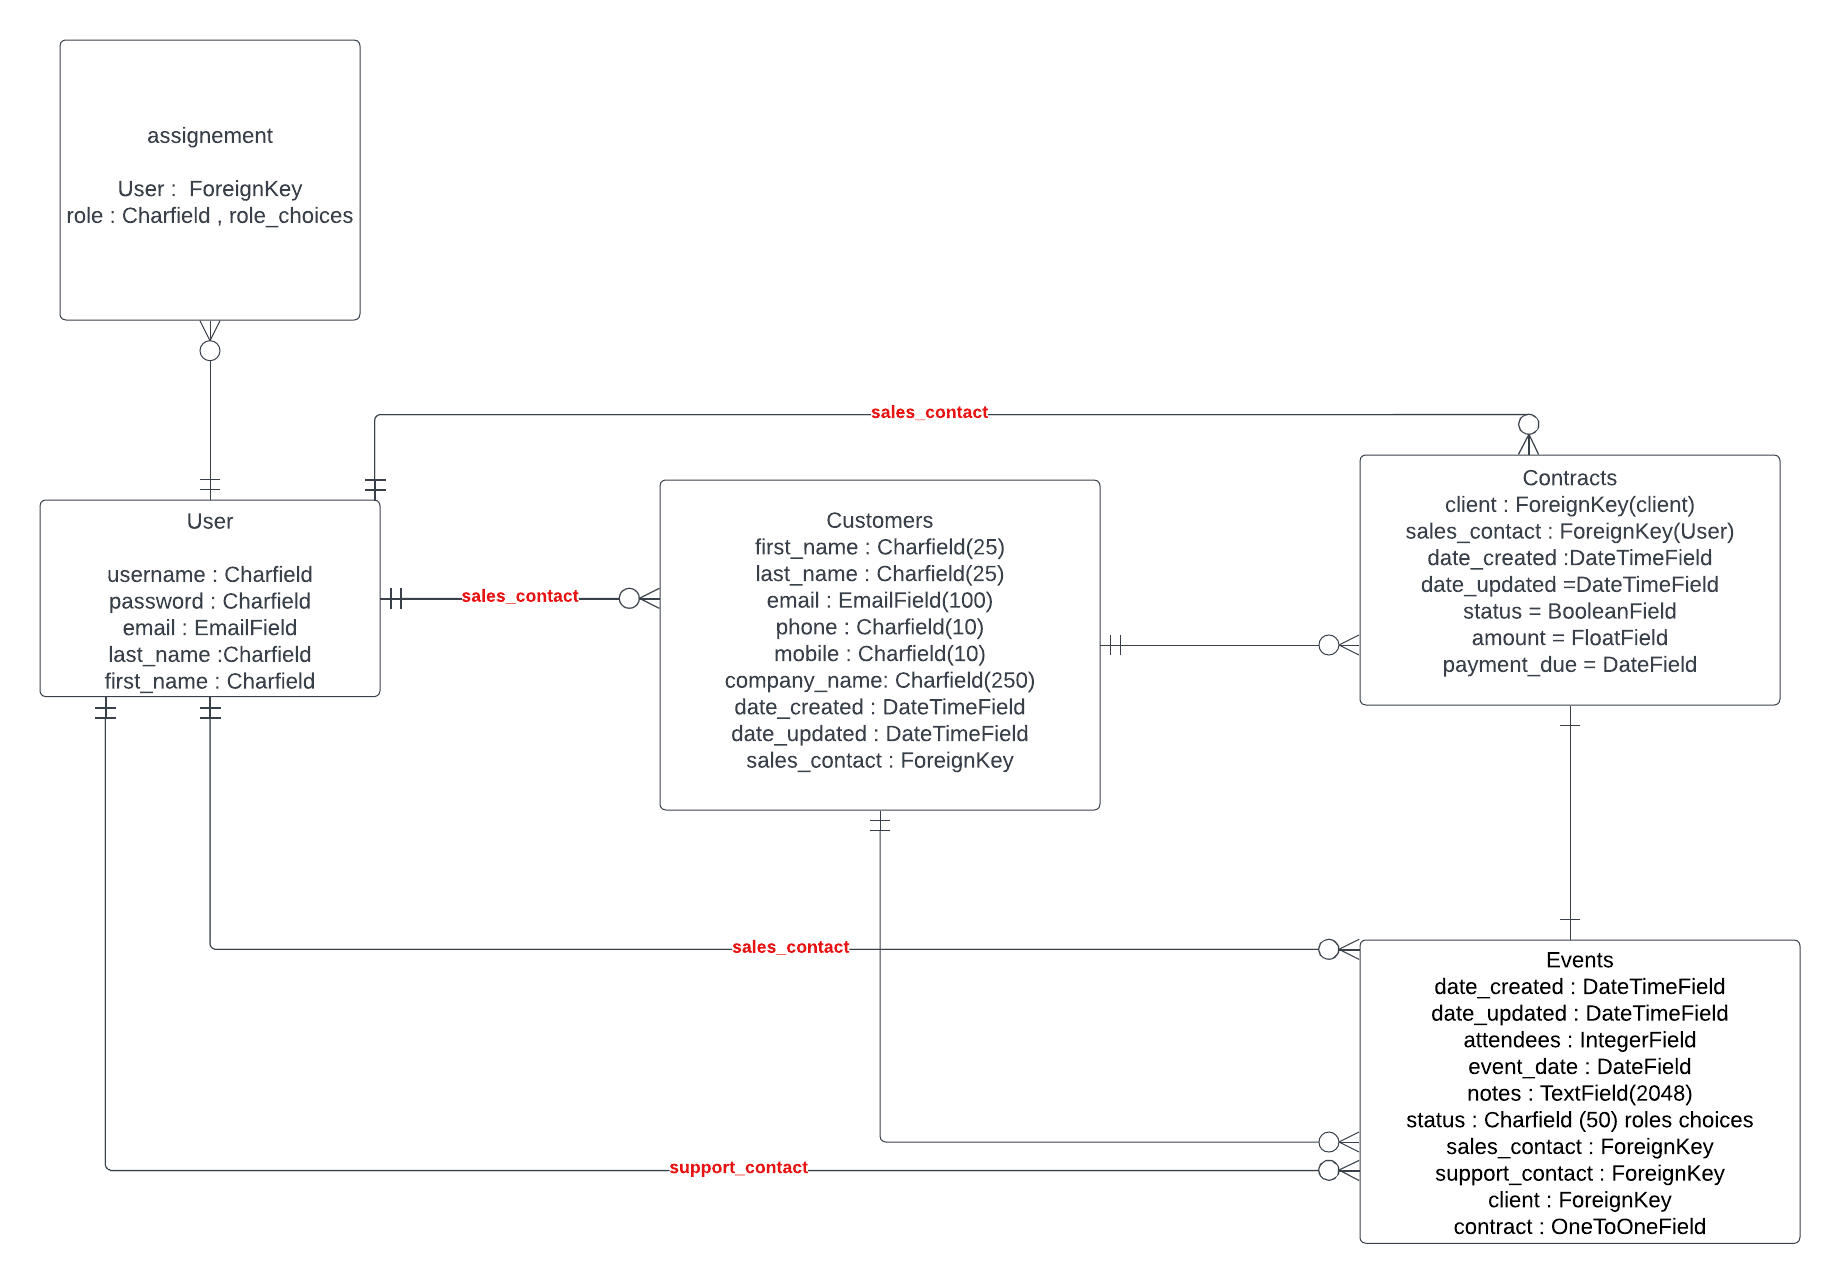 assignement
User :  ForeignKey
role : Charfield , role_choices
sales_contact
User
username : Charfield
password : Charfield
email : EmailField
last_name :Charfield
first_name : Charfield
sales_contact
Customers
first_name : Charfield(25)
last_name : Charfield(25)
email : EmailField(100)
phone : Charfield(10)
mobile : Charfield(10)
company_name: Charfield(250)
date_created : DateTimeField
date_updated : DateTimeField
sales_contact : ForeignKey
Contracts
client : ForeignKey(client)
sales_contact : ForeignKey(User)
date_created :DateTimeField
date_updated =DateTimeField
status = BooleanField
amount = FloatField
payment_due = DateField
sales_contact
support_contact
Events
date_created : DateTimeField
date_updated : DateTimeField
attendees : IntegerField
event_date : DateField
notes : TextField(2048)
status : Charfield (50) roles choices
sales_contact : ForeignKey
support_contact : ForeignKey
client : ForeignKey
contract : OneToOneField